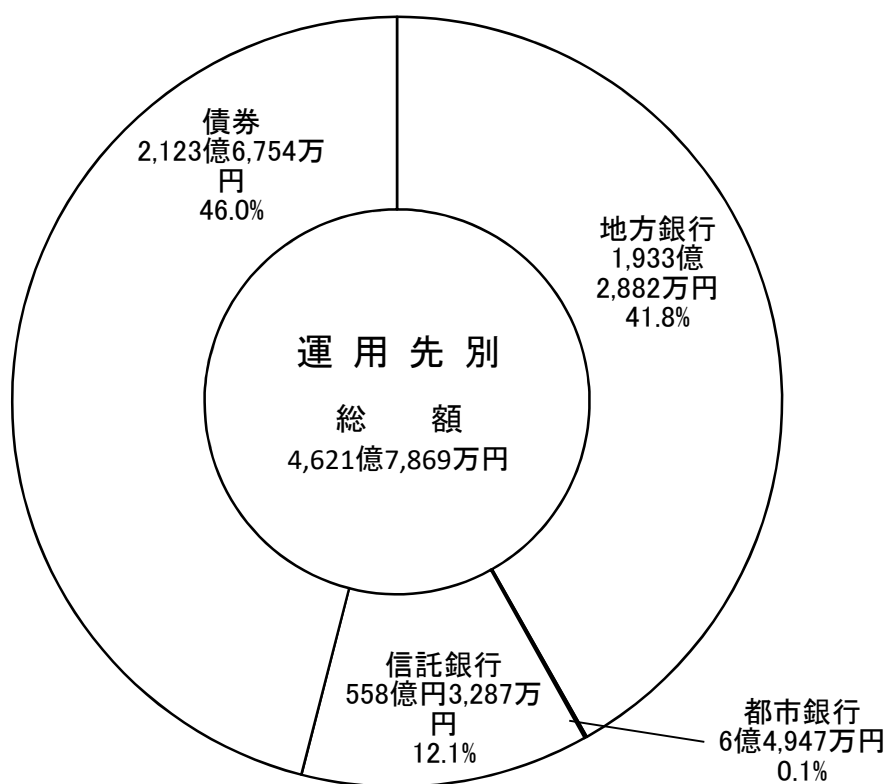 債券
2,123億6,754万
円
46.0%
地方銀行
1,933億
2,882万円
41.8%
運用先別
総　額
4,621億7,869万円
信託銀行
558億円3,287万
円
12.1%
都市銀行
6億4,947万円
0.1%